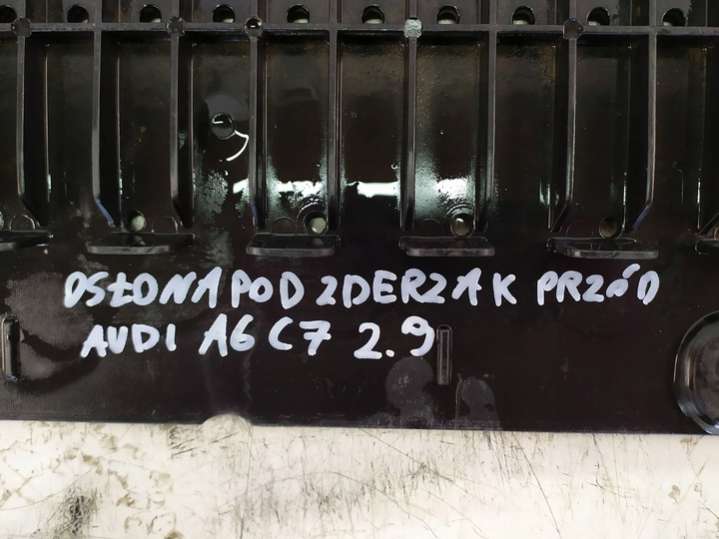 OSŁONA POD ZDERZAK PRZÓD
AUDI A6 C7 2.9